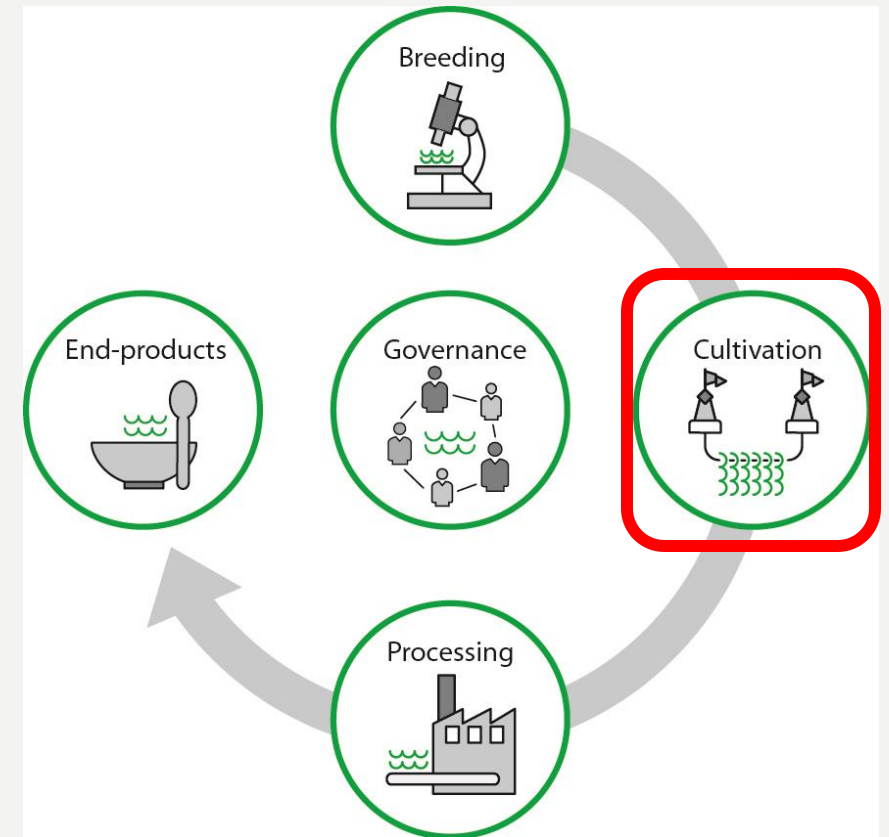 Breeding
End-products
Governance
Cultivation
Processing